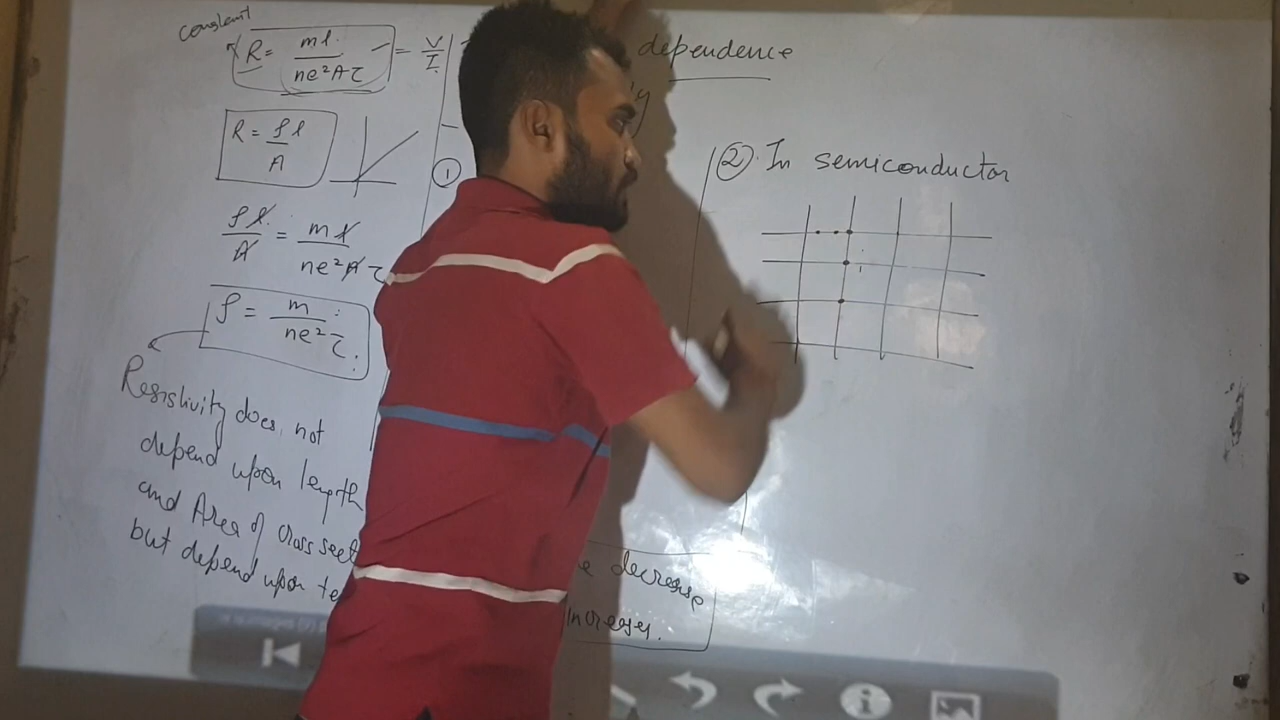 constant
R = ml / ne²Aτ = V / I
R = ρl / A
ρl / A = ml / ne²Aτ
ρ = m / ne²τ
Resistivity does not
depend upon length
and Area of cross sect
but depend upon te
dependence
①
② In semiconductor
decrease
increases.